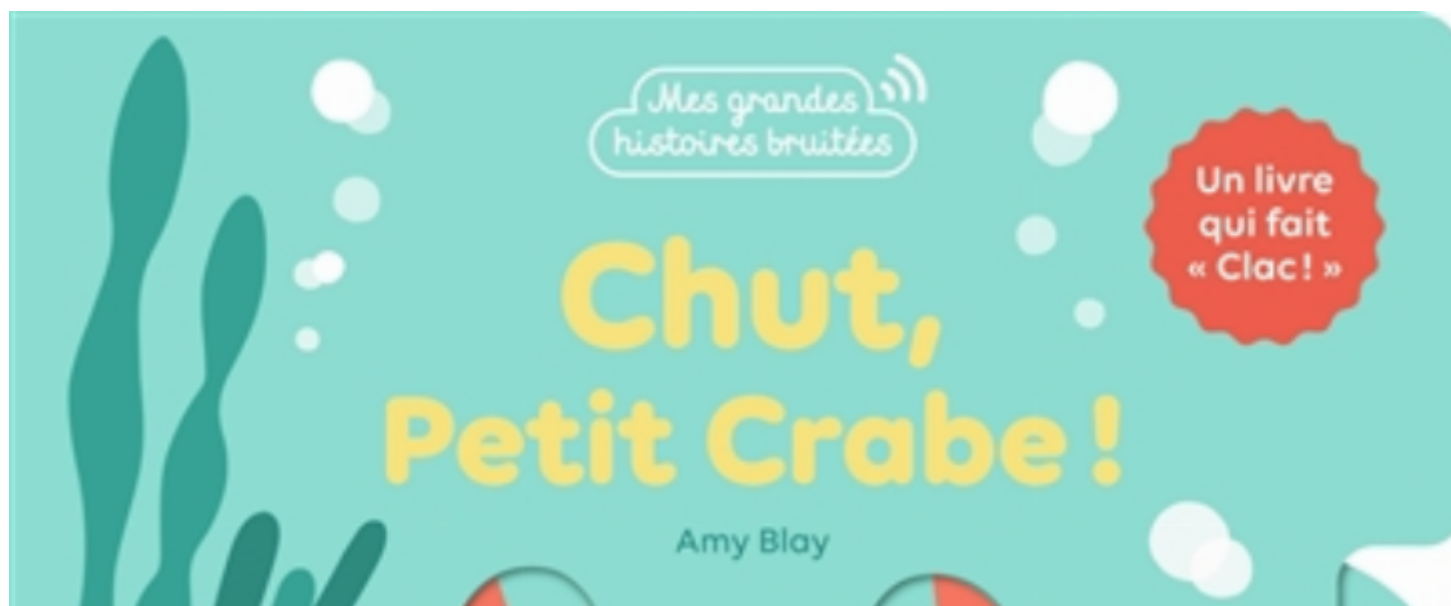 Mes grandes
histoires bruitées
Un livre
qui fait
« Clac ! »
Chut,
Petit Crabe !
Amy Blay